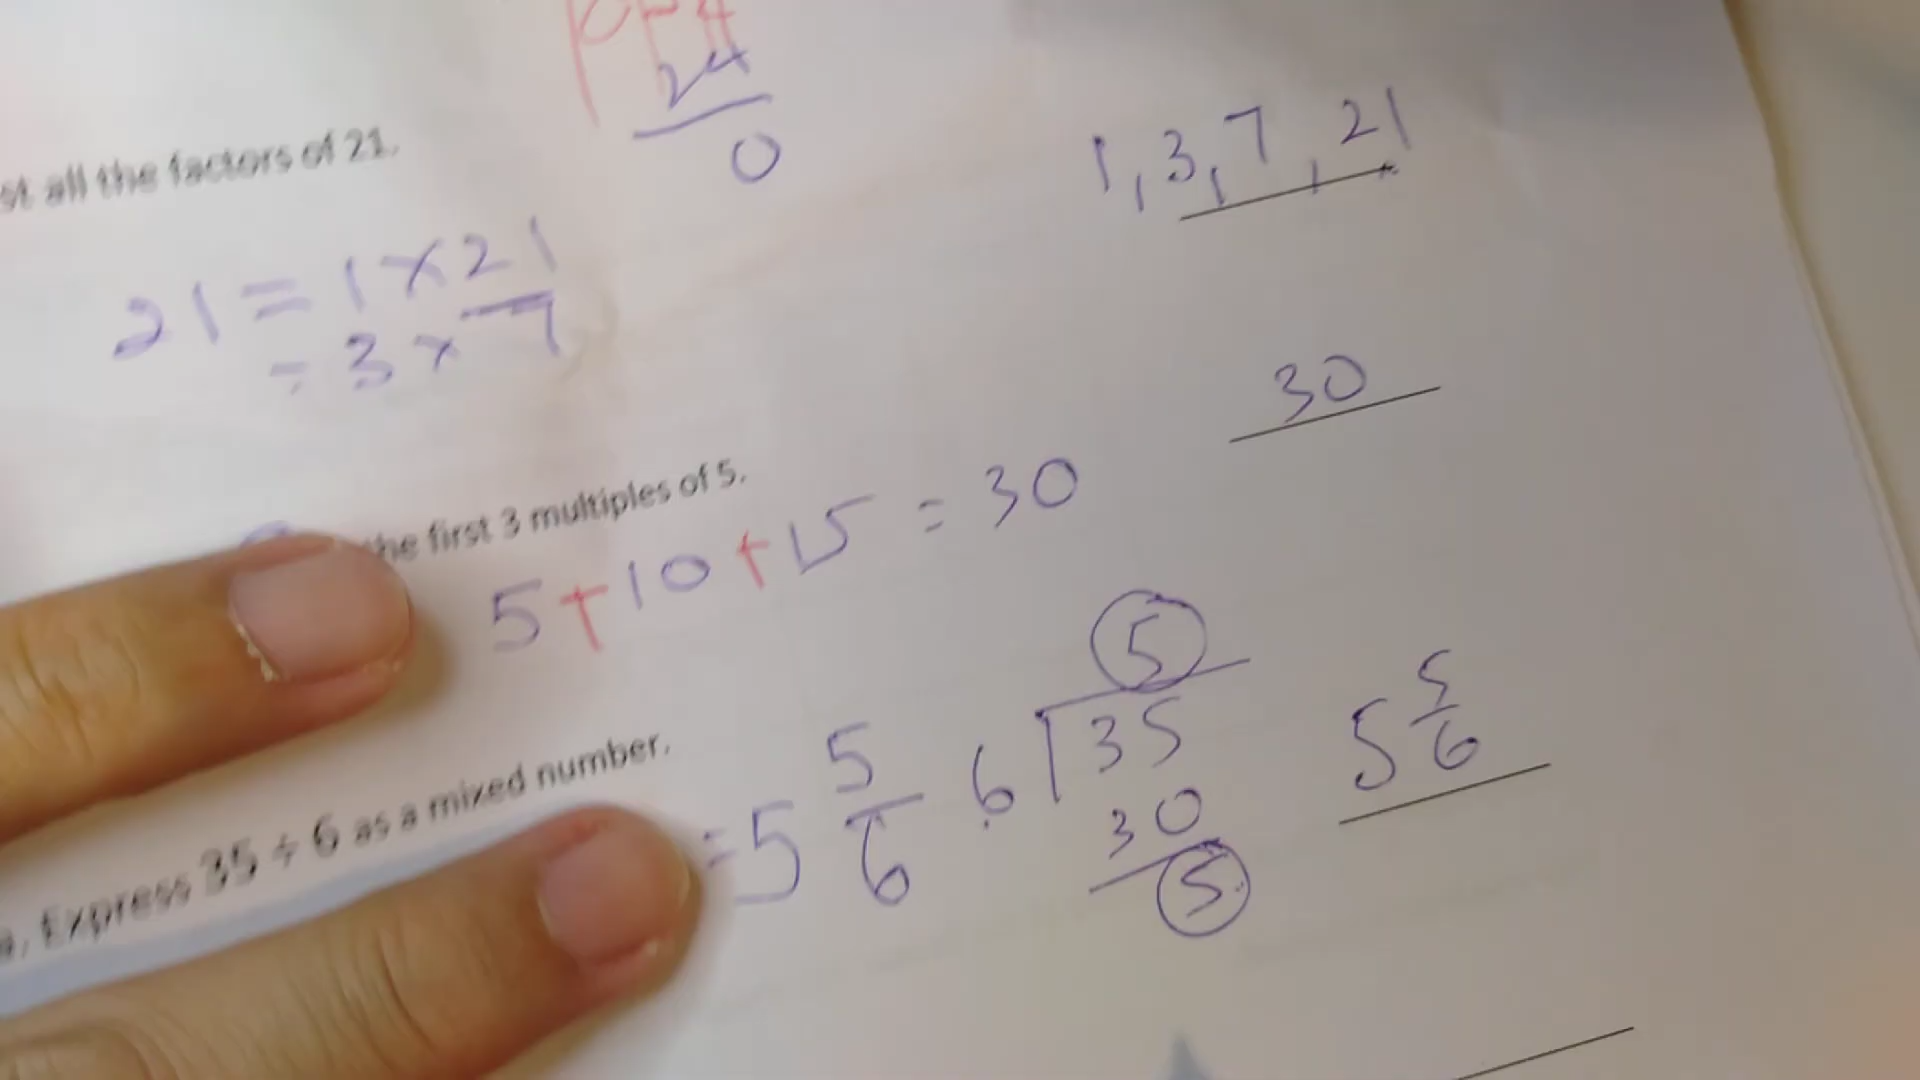 24
0
st all the factors of 21.
1, 3, 7, 21
21 = 1 × 21
= 3 × 7
30
the first 3 multiples of 5.
5 + 10 + 15 = 30
a. Express 35 ÷ 6 as a mixed number.
= 5 5/6
5
6 35
30
5
5 5/6